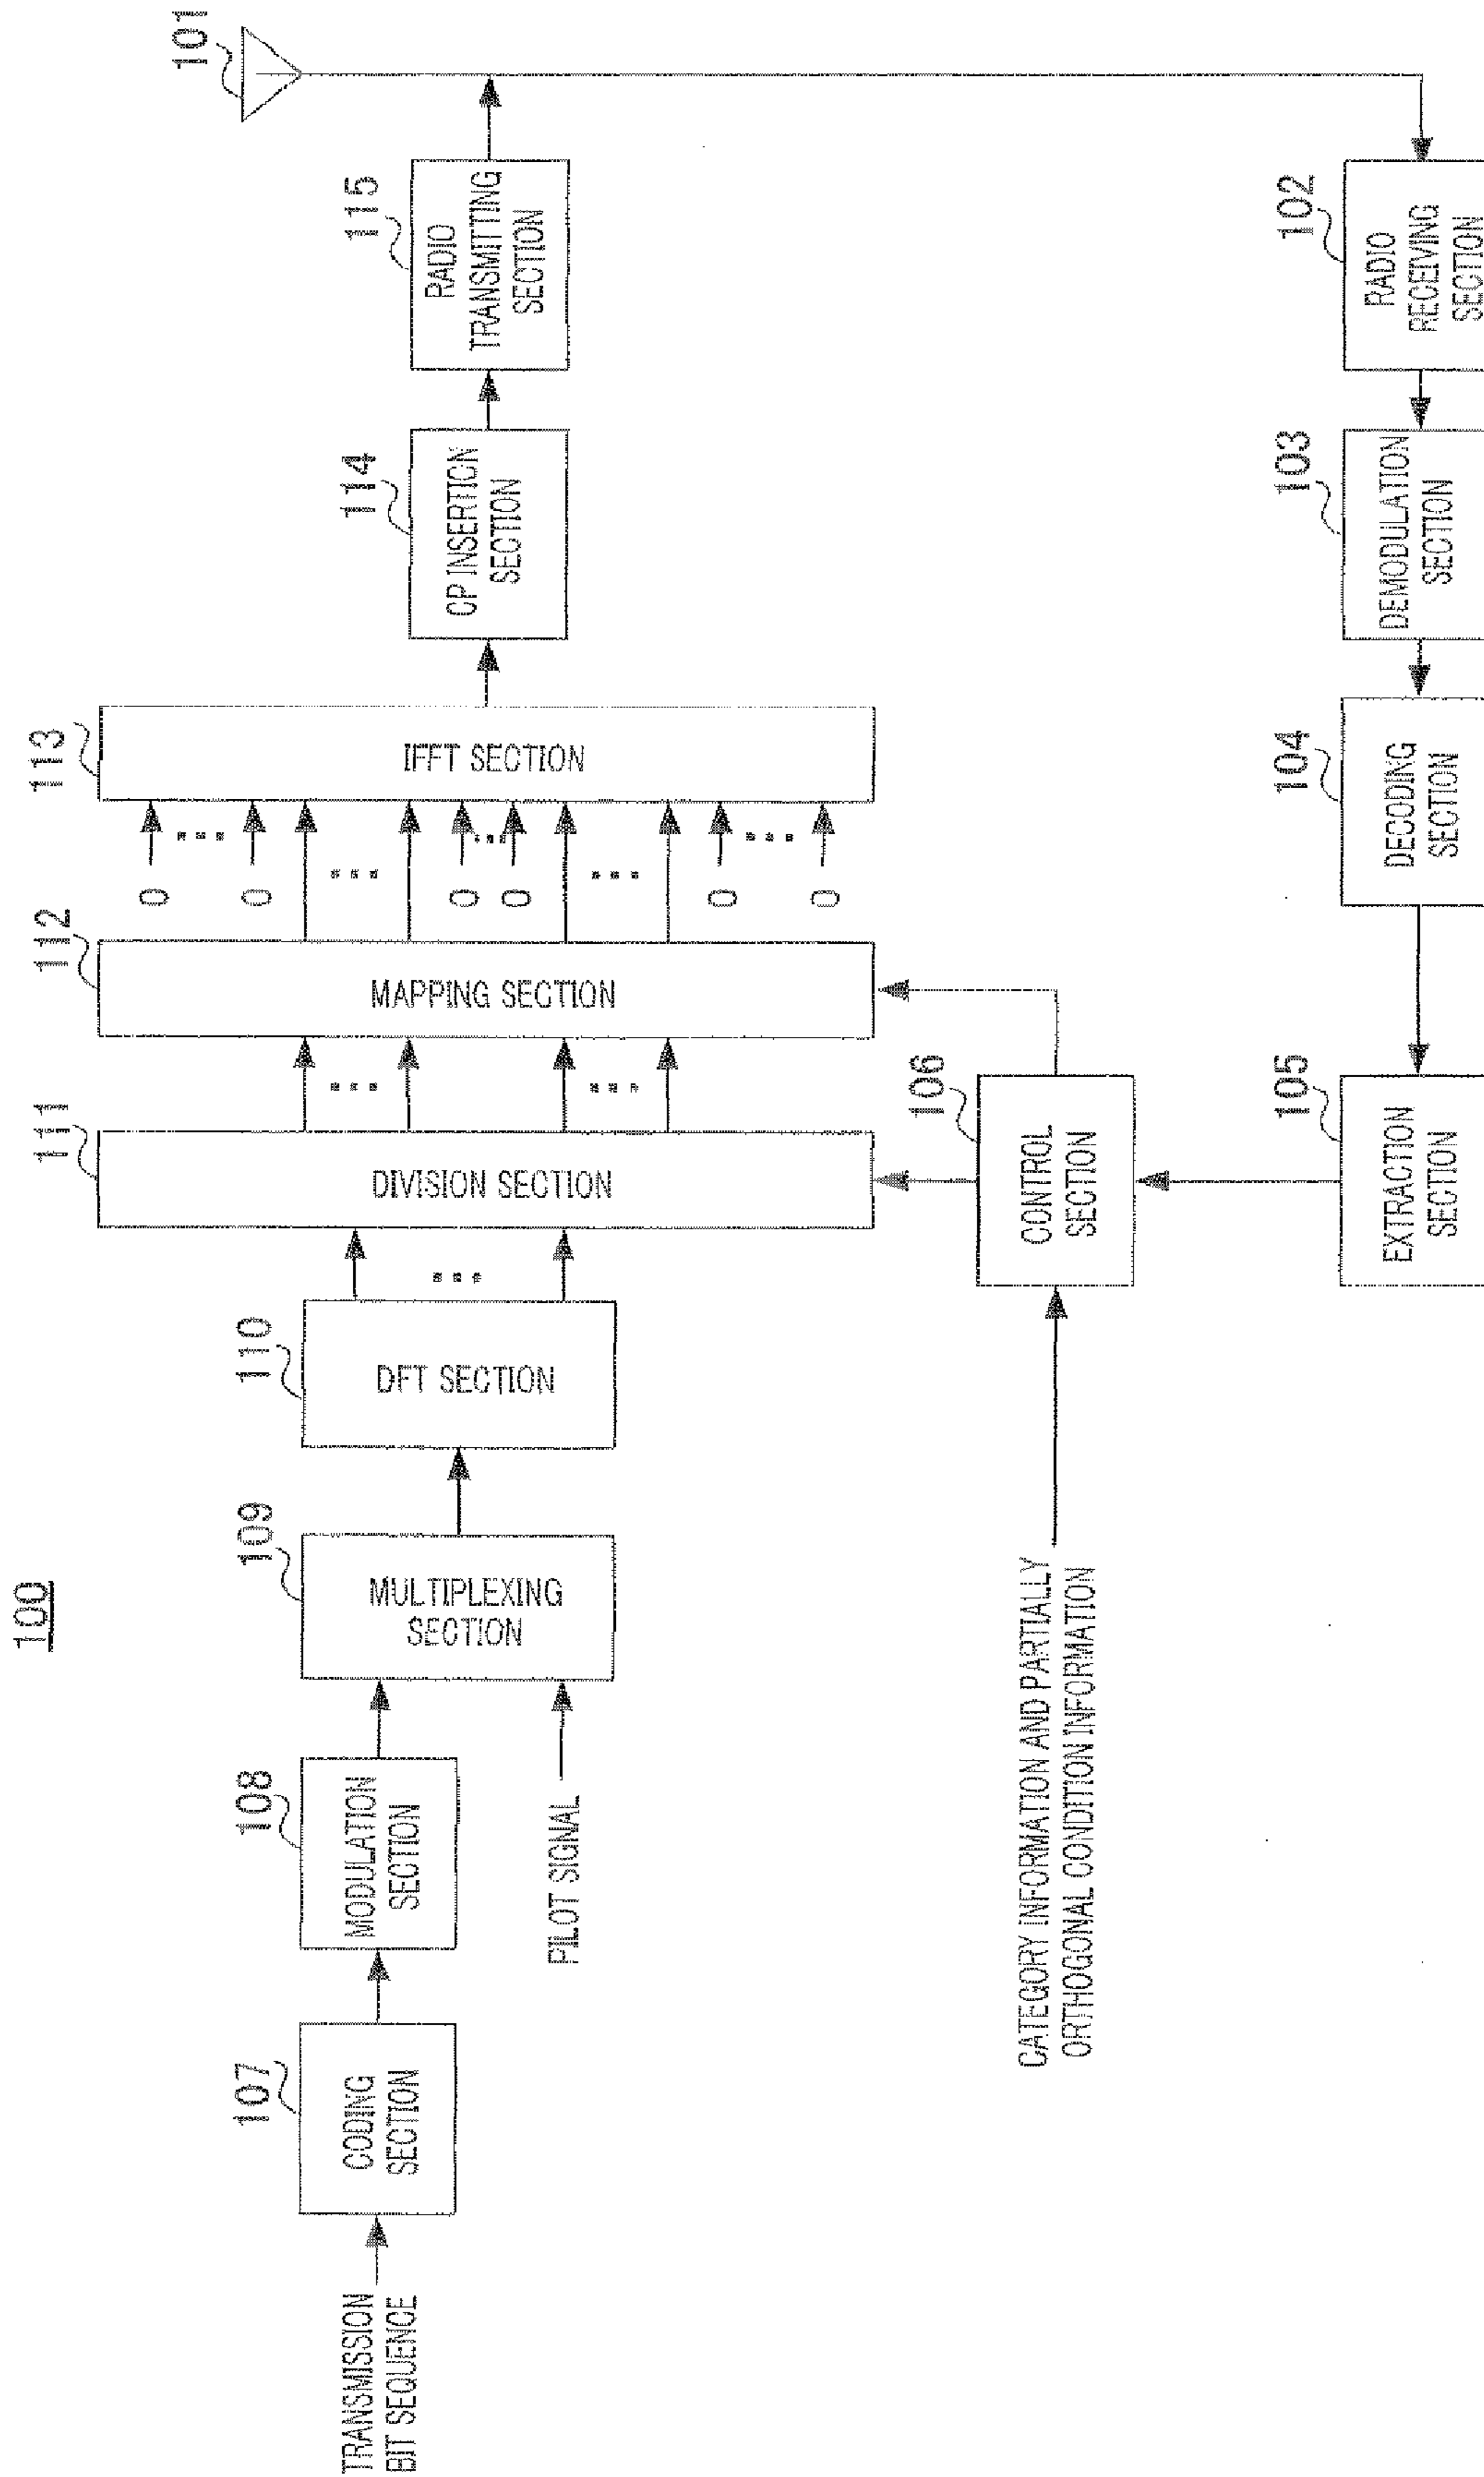 100
TRANSMISSION
BIT SEQUENCE
107
CODING
SECTION
108
MODULATION
SECTION
PILOT SIGNAL
109
MULTIPLEXING
SECTION
110
DFT SECTION
111
DIVISION SECTION
...
...
...
112
MAPPING SECTION
0
...
0
...
0
...
0
...
0
...
0
113
IFFT SECTION
114
CP INSERTION
SECTION
115
RADIO
TRANSMITTING
SECTION
101
CATEGORY INFORMATION AND PARTIALLY
ORTHOGONAL CONDITION INFORMATION
106
CONTROL
SECTION
105
EXTRACTION
SECTION
104
DECODING
SECTION
103
DEMODULATION
SECTION
102
RADIO
RECEIVING
SECTION